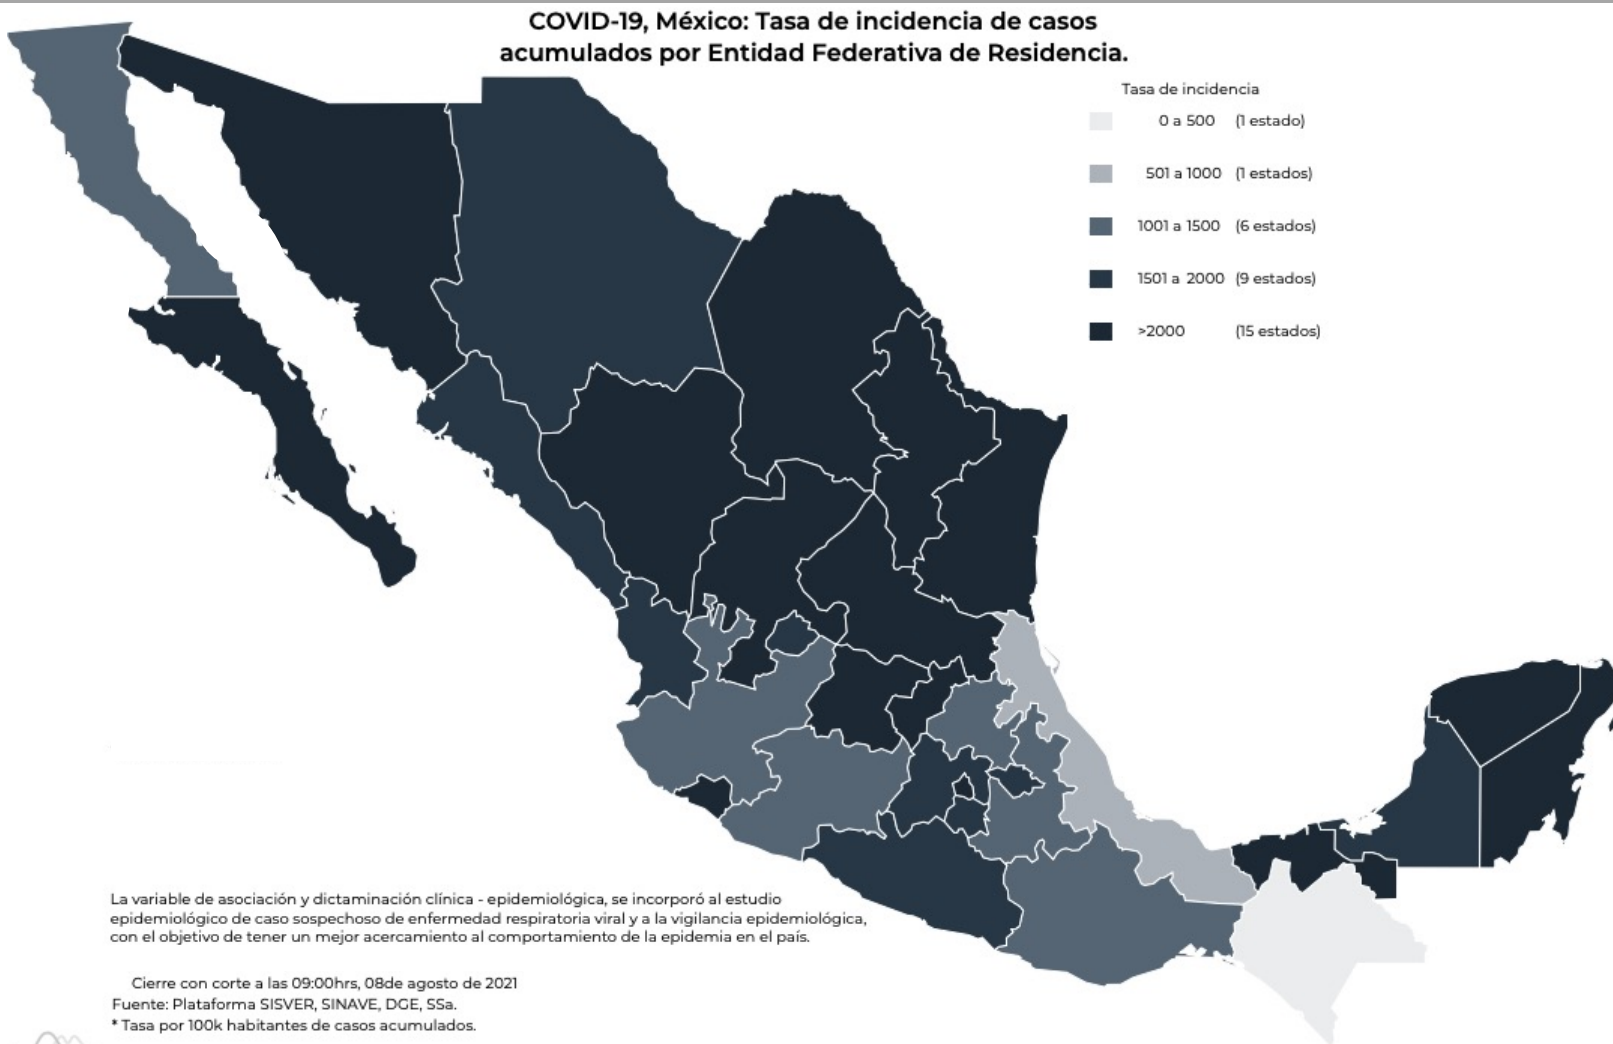 COVID-19, México: Tasa de incidencia de casos
acumulados por Entidad Federativa de Residencia.
Tasa de incidencia
0 a 500 (1 estado)
501 a 1000 (1 estados)
1001 a 1500 (6 estados)
1501 a 2000 (9 estados)
>2000 (15 estados)
La variable de asociación y dictaminación clínica - epidemiológica, se incorporó al estudio
epidemiológico de caso sospechoso de enfermedad respiratoria viral y a la vigilancia epidemiológica,
con el objetivo de tener un mejor acercamiento al comportamiento de la epidemia en el país.
Cierre con corte a las 09:00hrs, 08de agosto de 2021
Fuente: Plataforma SISVER, SINAVE, DGE, SSa.
* Tasa por 100k habitantes de casos acumulados.